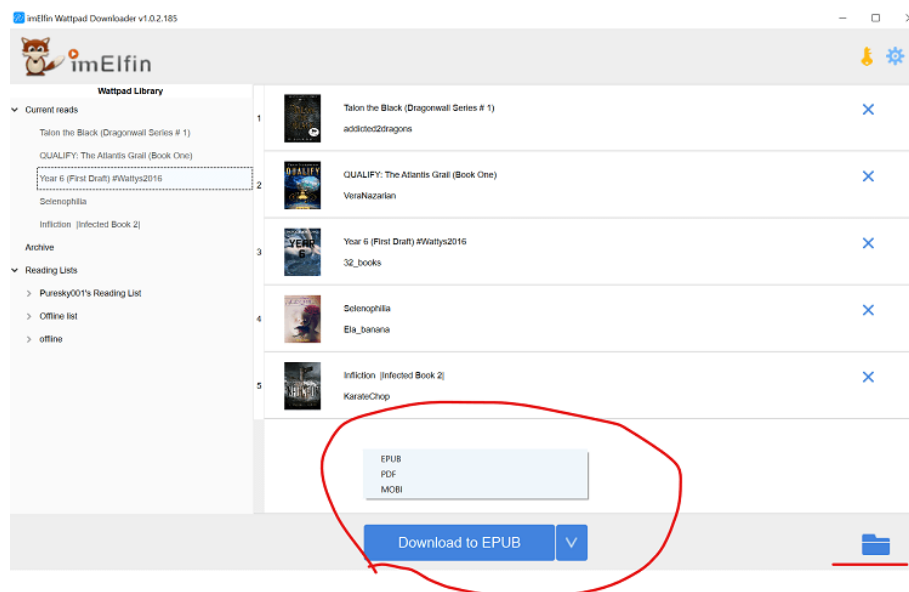 imElfin Wattpad Downloader v1.0.2.185
imElfin
Wattpad Library
Current reads
Talon the Black (Dragonwall Series # 1)
QUALIFY: The Atlantis Grail (Book One)
Year 6 (First Draft) #Wattys2016
Selenophilia
Infliction |Infected Book 2|
Archive
Reading Lists
Puresky001's Reading List
Offline list
offline
1
Talon the Black (Dragonwall Series # 1)
addicted2dragons
2
QUALIFY
QUALIFY: The Atlantis Grail (Book One)
VeraNazarian
3
YEAR
6
Year 6 (First Draft) #Wattys2016
32_books
4
Selenophilia
Ela_banana
5
Infliction |Infected Book 2|
KarateChop
EPUB
PDF
MOBI
Download to EPUB